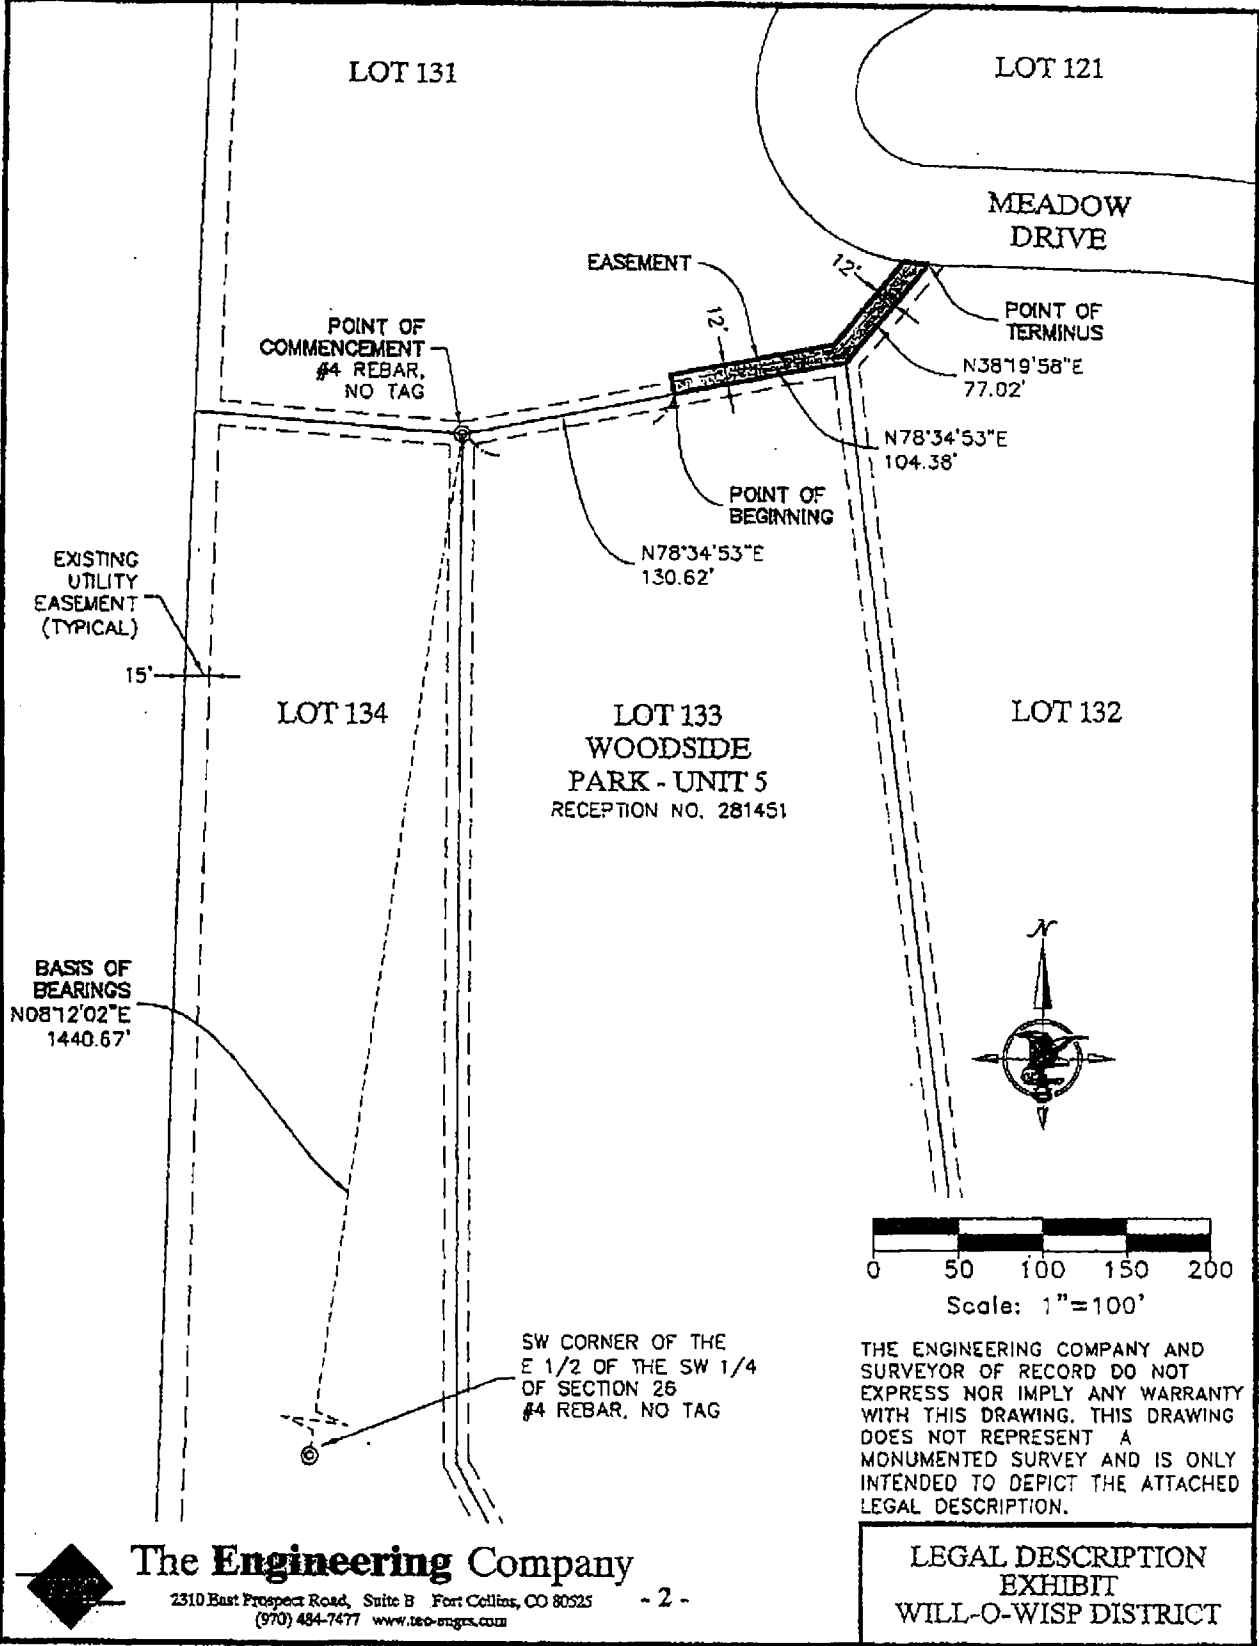 LOT 131
LOT 121
MEADOW
DRIVE
EASEMENT
12'
12'
POINT OF
TERMINUS
POINT OF
COMMENCEMENT
#4 REBAR,
NO TAG
N38°19'58"E
77.02'
N78°34'53"E
104.38'
POINT OF
BEGINNING
N78°34'53"E
130.62'
EXISTING
UTILITY
EASEMENT
(TYPICAL)
15'
LOT 134
LOT 133
WOODSIDE
PARK - UNIT 5
RECEPTION NO. 281451
LOT 132
N
BASIS OF
BEARINGS
N08°12'02"E
1440.67'
0 50 100 150 200
Scale: 1"=100'
SW CORNER OF THE
E 1/2 OF THE SW 1/4
OF SECTION 26
#4 REBAR, NO TAG
THE ENGINEERING COMPANY AND
SURVEYOR OF RECORD DO NOT
EXPRESS NOR IMPLY ANY WARRANTY
WITH THIS DRAWING. THIS DRAWING
DOES NOT REPRESENT A
MONUMENTED SURVEY AND IS ONLY
INTENDED TO DEPICT THE ATTACHED
LEGAL DESCRIPTION.
The Engineering Company
2310 East Prospect Road, Suite B Fort Collins, CO 80525
(970) 484-7477 www.tec-engrs.com
- 2 -
LEGAL DESCRIPTION
EXHIBIT
WILL-O-WISP DISTRICT